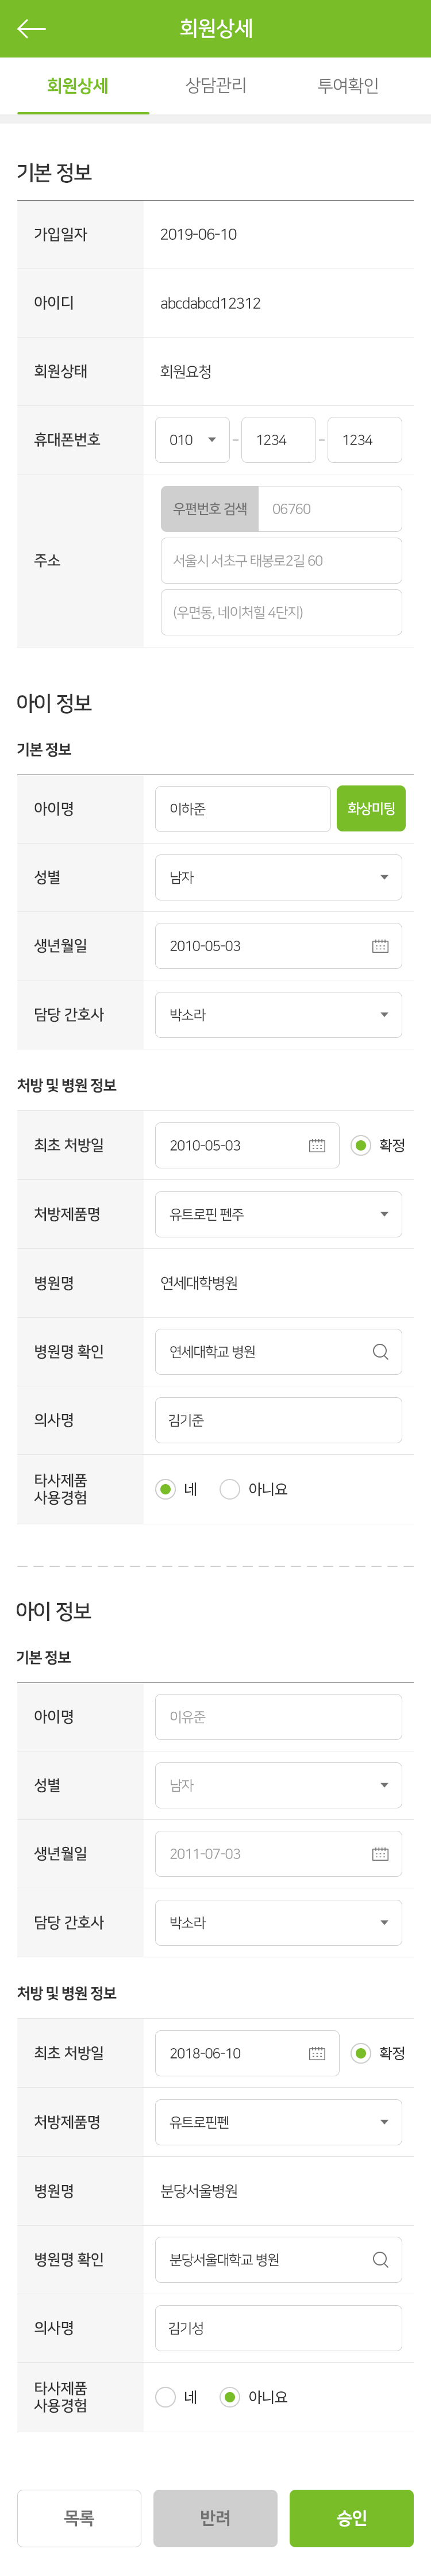 회원상세
회원상세 상담관리 투여확인
기본 정보
가입일자 2019-06-10
아이디 abcdabcd12312
회원상태 회원요청
휴대폰번호 010 - 1234 - 1234
주소 우편번호 검색 06760
서울시 서초구 태봉로2길 60
(우면동, 네이처힐 4단지)
아이 정보
기본 정보
아이명 이하준 화상미팅
성별 남자
생년월일 2010-05-03
담당 간호사 박소라
처방 및 병원 정보
최초 처방일 2010-05-03 확정
처방제품명 유트로핀 펜주
병원명 연세대학병원
병원명 확인 연세대학교 병원
의사명 김기준
타사제품
사용경험 네 아니요
아이 정보
기본 정보
아이명 이유준
성별 남자
생년월일 2011-07-03
담당 간호사 박소라
처방 및 병원 정보
최초 처방일 2018-06-10 확정
처방제품명 유트로핀펜
병원명 분당서울병원
병원명 확인 분당서울대학교 병원
의사명 김기성
타사제품
사용경험 네 아니요
목록 반려 승인